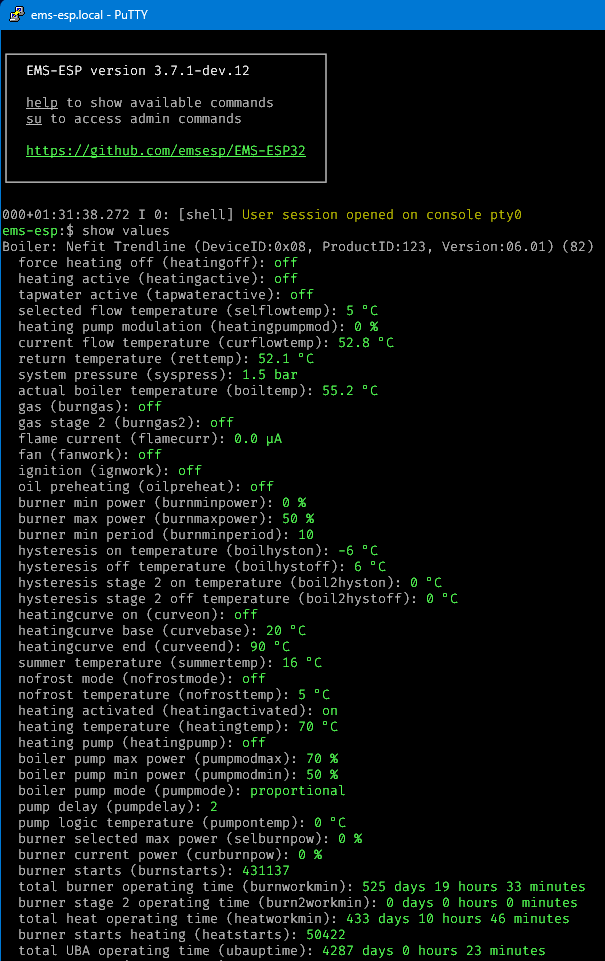 ems-esp.local - PuTTY
EMS-ESP version 3.7.1-dev.12
help to show available commands
su to access admin commands
https://github.com/emsesp/EMS-ESP32
000+01:31:38.272 I 0: [shell] User session opened on console pty0
ems-esp:$ show values
Boiler: Nefit Trendline (DeviceID:0x08, ProductID:123, Version:06.01) (82)
force heating off (heatingoff): off
heating active (heatingactive): off
tapwater active (tapwateractive): off
selected flow temperature (selflowtemp): 5 °C
heating pump modulation (heatingpumpmod): 0 %
current flow temperature (curflowtemp): 52.8 °C
return temperature (rettemp): 52.1 °C
system pressure (syspress): 1.5 bar
actual boiler temperature (boiltemp): 55.2 °C
gas (burngas): off
gas stage 2 (burngas2): off
flame current (flamecurr): 0.0 µA
fan (fanwork): off
ignition (ignwork): off
oil preheating (oilpreheat): off
burner min power (burnminpower): 0 %
burner max power (burnmaxpower): 50 %
burner min period (burnminperiod): 10
hysteresis on temperature (boilhyston): -6 °C
hysteresis off temperature (boilhystoff): 6 °C
hysteresis stage 2 on temperature (boil2hyston): 0 °C
hysteresis stage 2 off temperature (boil2hystoff): 0 °C
heatingcurve on (curveon): off
heatingcurve base (curvebase): 20 °C
heatingcurve end (curveend): 90 °C
summer temperature (summertemp): 16 °C
nofrost mode (nofrostmode): off
nofrost temperature (nofrosttemp): 5 °C
heating activated (heatingactivated): on
heating temperature (heatingtemp): 70 °C
heating pump (heatingpump): off
boiler pump max power (pumpmodmax): 70 %
boiler pump min power (pumpmodmin): 50 %
boiler pump mode (pumpmode): proportional
pump delay (pumpdelay): 2
pump logic temperature (pumpontemp): 0 °C
burner selected max power (selburnpow): 0 %
burner current power (curburnpow): 0 %
burner starts (burnstarts): 431137
total burner operating time (burnworkmin): 525 days 19 hours 33 minutes
burner stage 2 operating time (burn2workmin): 0 days 0 hours 0 minutes
total heat operating time (heatworkmin): 433 days 10 hours 46 minutes
burner starts heating (heatstarts): 50422
total UBA operating time (ubauptime): 4287 days 0 hours 23 minutes